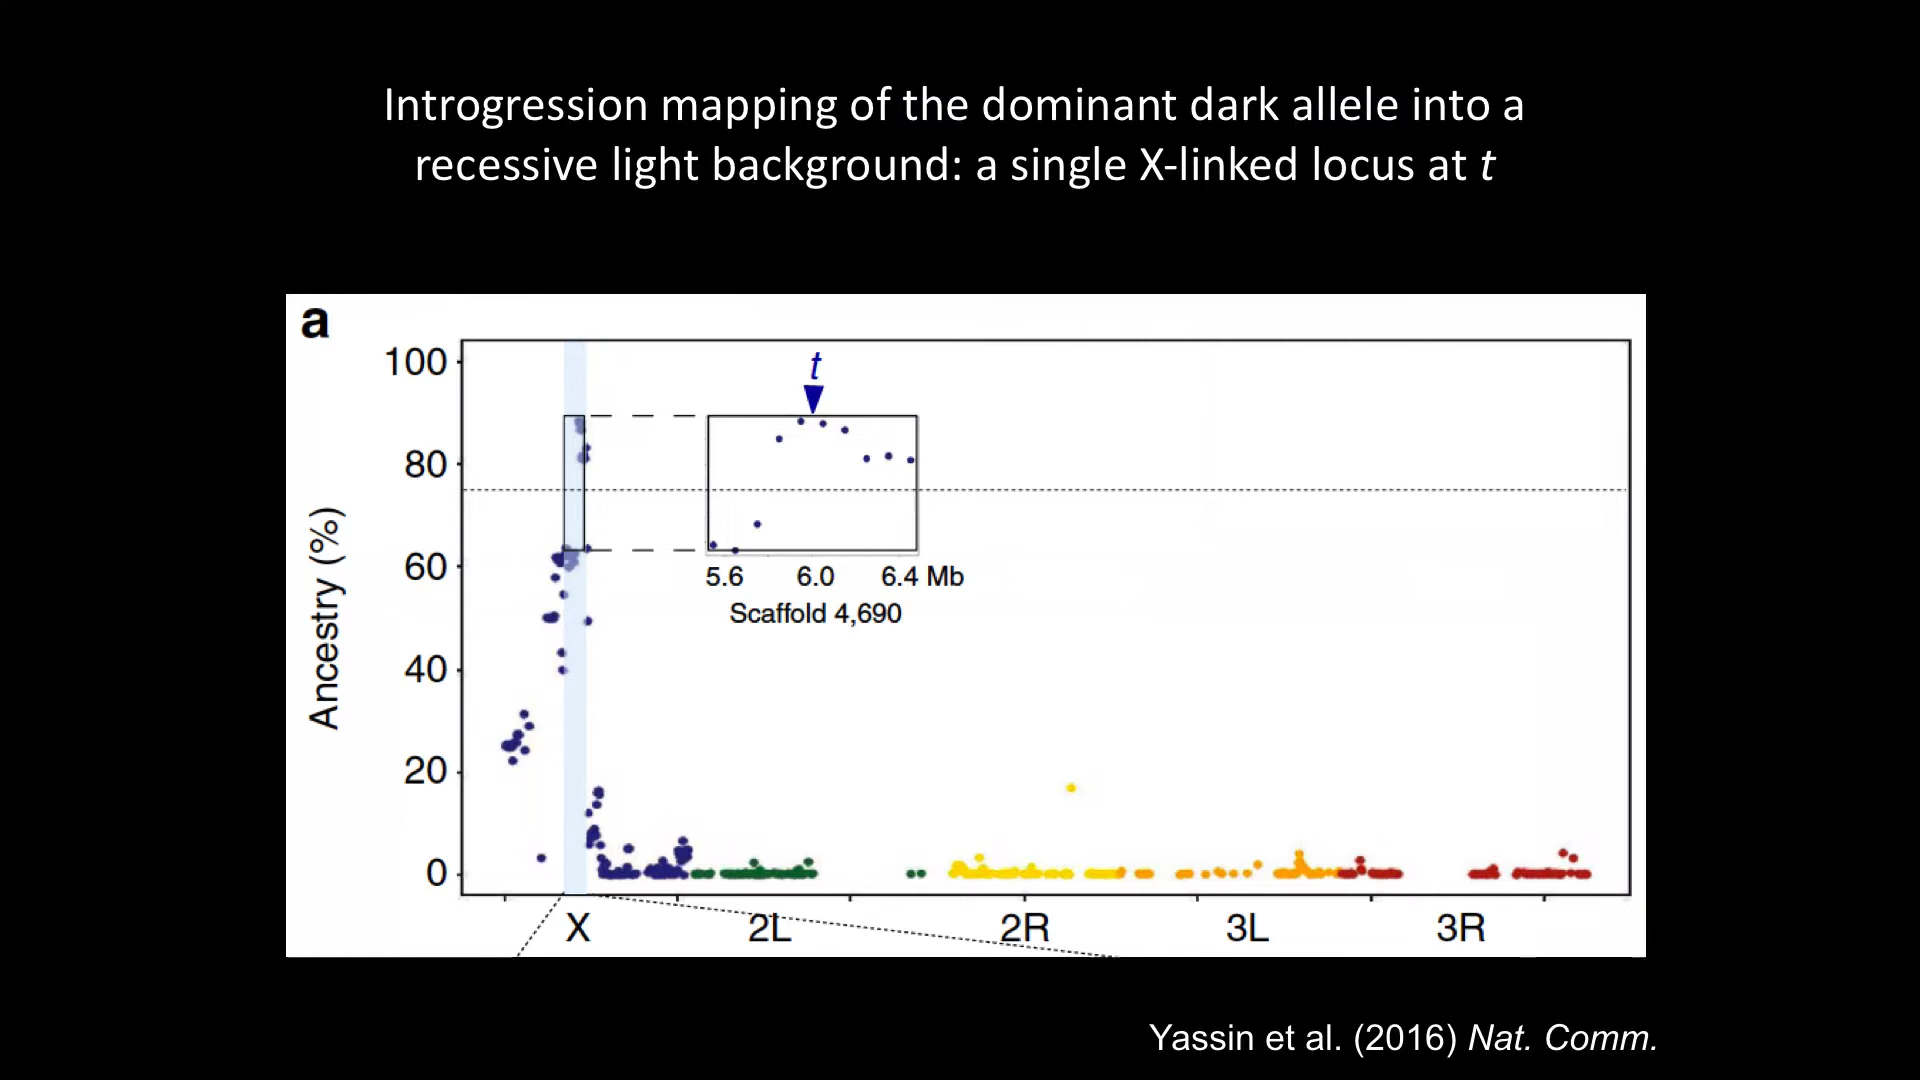 Introgression mapping of the dominant dark allele into a
recessive light background: a single X-linked locus at t
a
t
100
80
60
40
20
0
Ancestry (%)
5.6 6.0 6.4 Mb
Scaffold 4,690
X 2L 2R 3L 3R
Yassin et al. (2016) Nat. Comm.